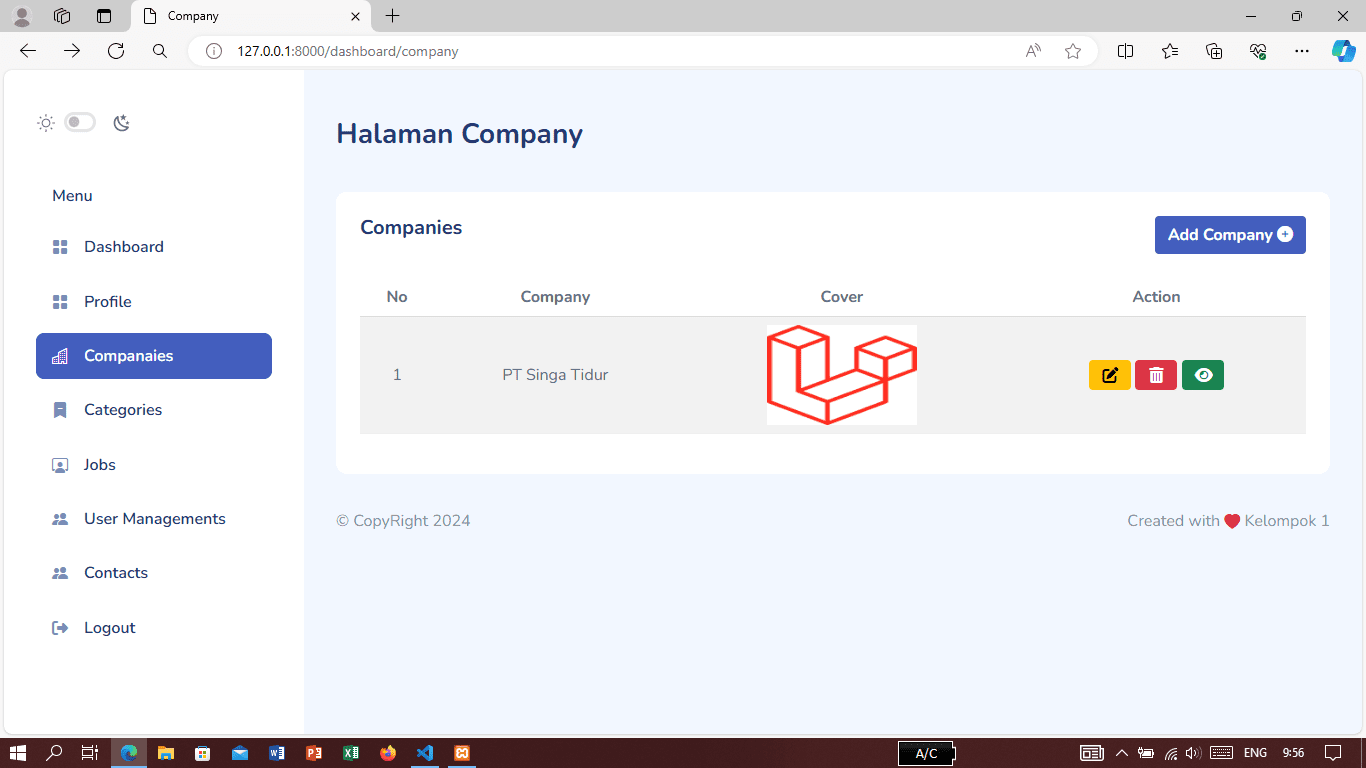 Company
127.0.0.1:8000/dashboard/company
Halaman Company
Menu
Dashboard
Profile
Companaies
Categories
Jobs
User Managements
Contacts
Logout
Companies
Add Company
No Company Cover Action
1 PT Singa Tidur
© CopyRight 2024
Created with Kelompok 1
A/C
ENG
9:56